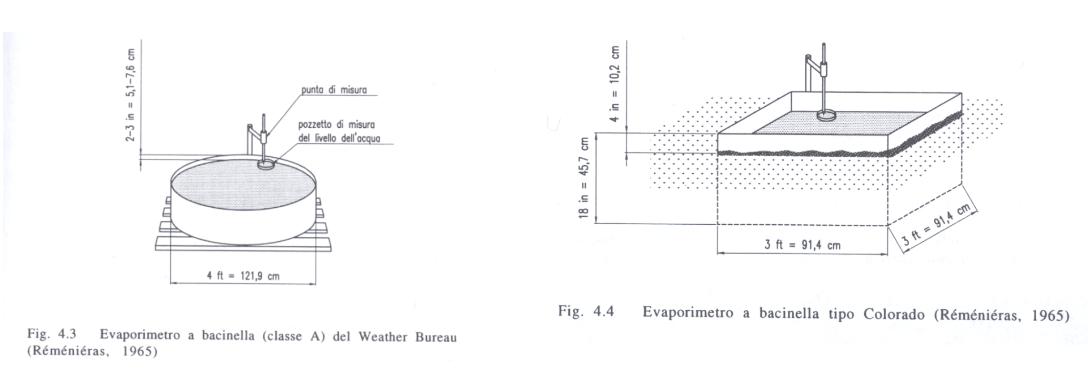 2-3 in = 5,1-7,6 cm
punta di misura
pozzetto di misura
del livello dell'acqua
4 ft = 121,9 cm
Fig. 4.3 Evaporimetro a bacinella (classe A) del Weather Bureau
(Réméniéras, 1965)
4 in = 10,2 cm
18 in = 45,7 cm
3 ft = 91,4 cm
3 ft = 91,4 cm
Fig. 4.4 Evaporimetro a bacinella tipo Colorado (Réméniéras, 1965)